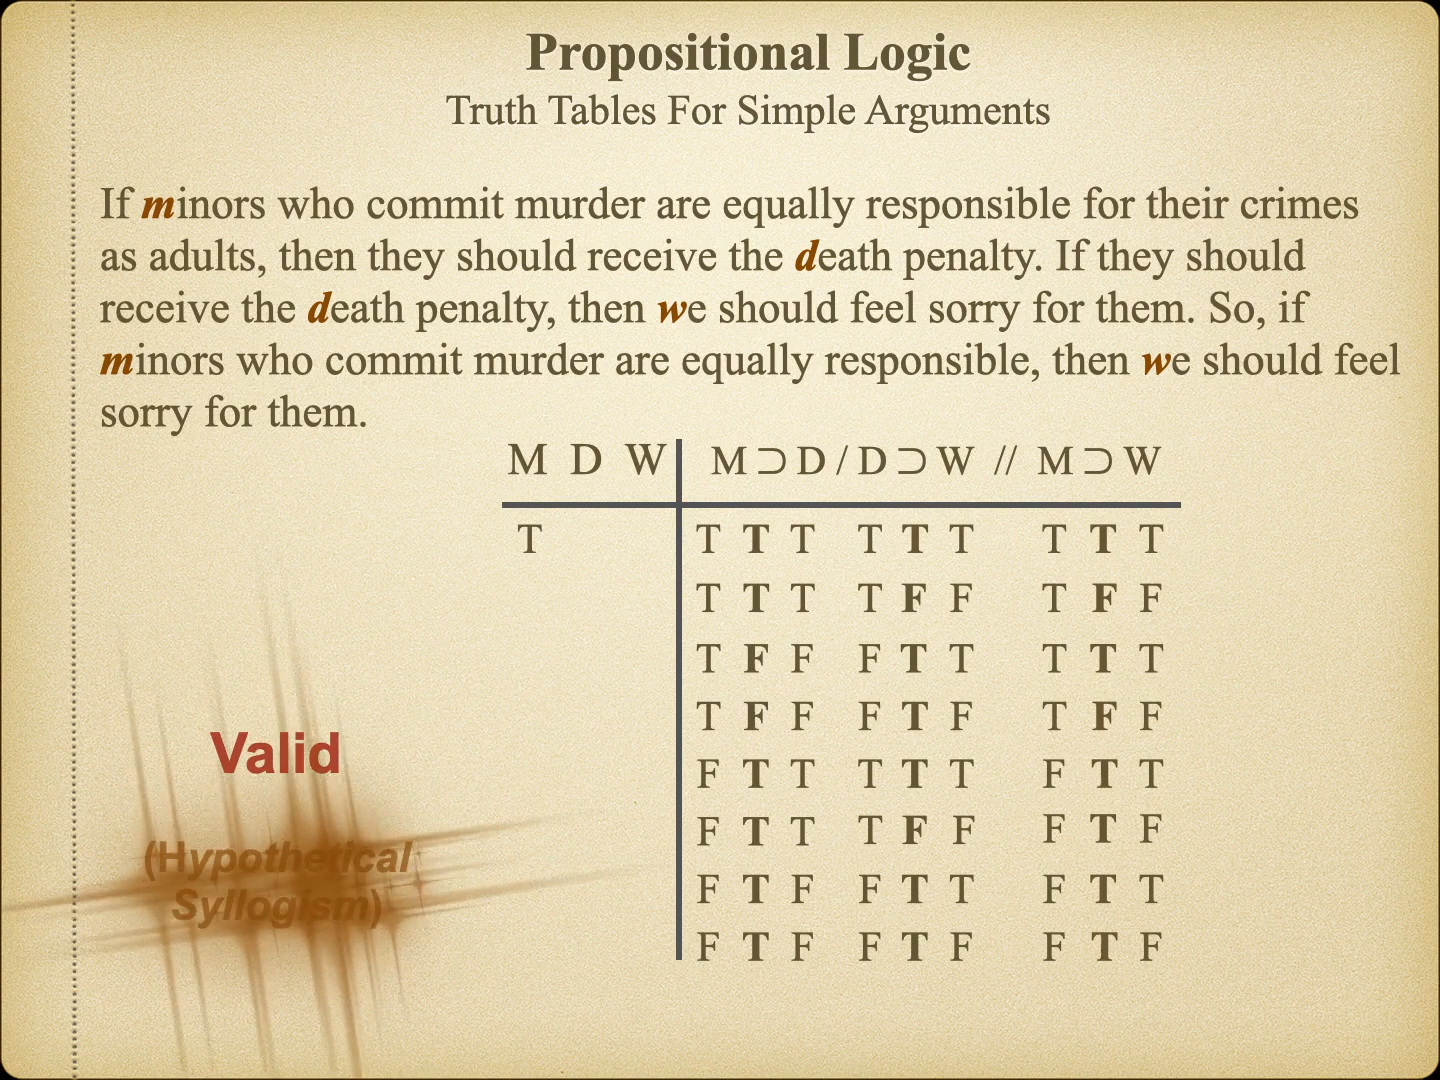 Propositional Logic
Truth Tables For Simple Arguments
If minors who commit murder are equally responsible for their crimes
as adults, then they should receive the death penalty. If they should
receive the death penalty, then we should feel sorry for them. So, if
minors who commit murder are equally responsible, then we should feel
sorry for them.
M D W M ⊃ D / D ⊃ W // M ⊃ W
T T T T T T T T T T
T T T T F F T F F
T F F F T T T T T
T F F F T F T F F
F T T T T T F T T
F T T T F F F T F
F T F F T T F T T
F T F F T F F T F
Valid
(Hypothetical
Syllogism)